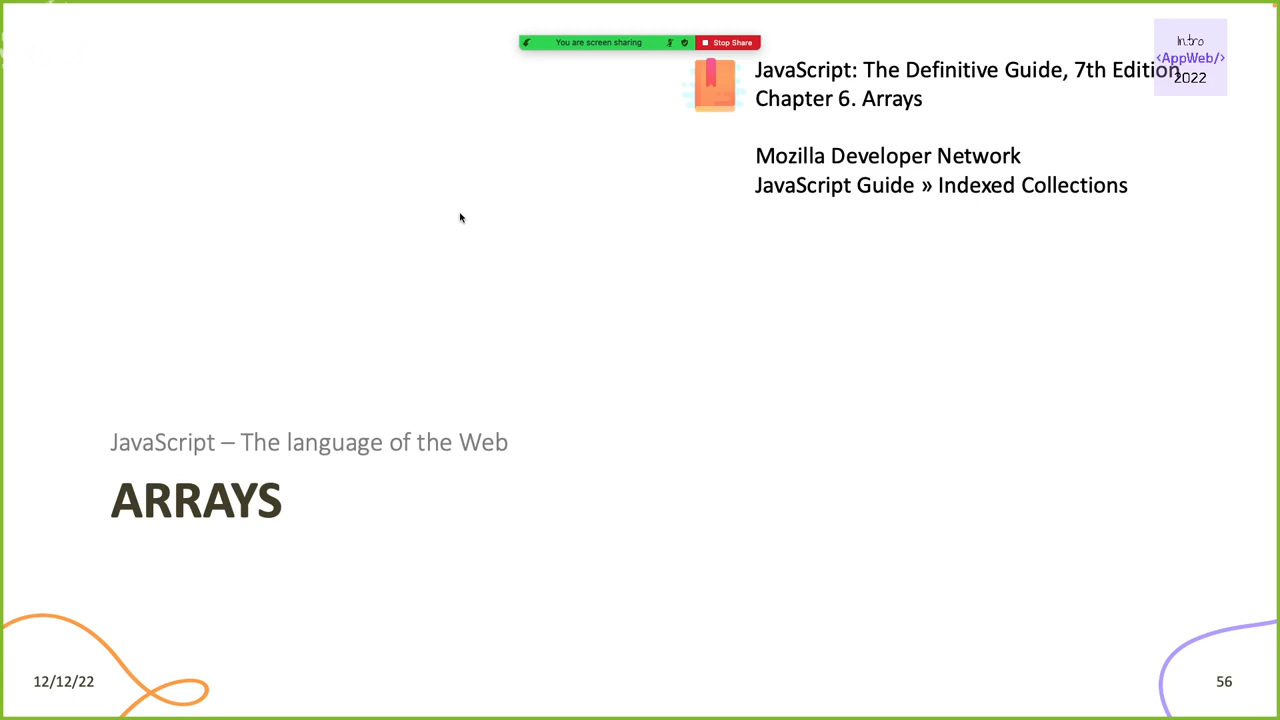 You are screen sharing
Stop Share
Intro
<AppWeb/>
2022
JavaScript: The Definitive Guide, 7th Edition
Chapter 6. Arrays
Mozilla Developer Network
JavaScript Guide » Indexed Collections
JavaScript – The language of the Web
ARRAYS
12/12/22
56